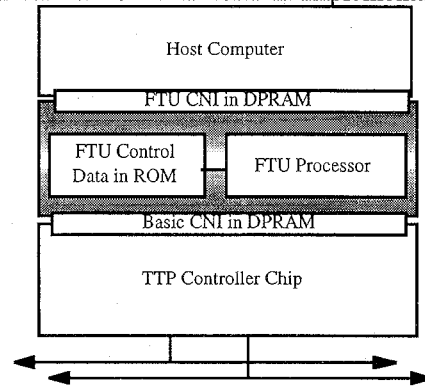 Host Computer
FTU CNI in DPRAM
FTU Control
Data in ROM
FTU Processor
Basic CNI in DPRAM
TTP Controller Chip